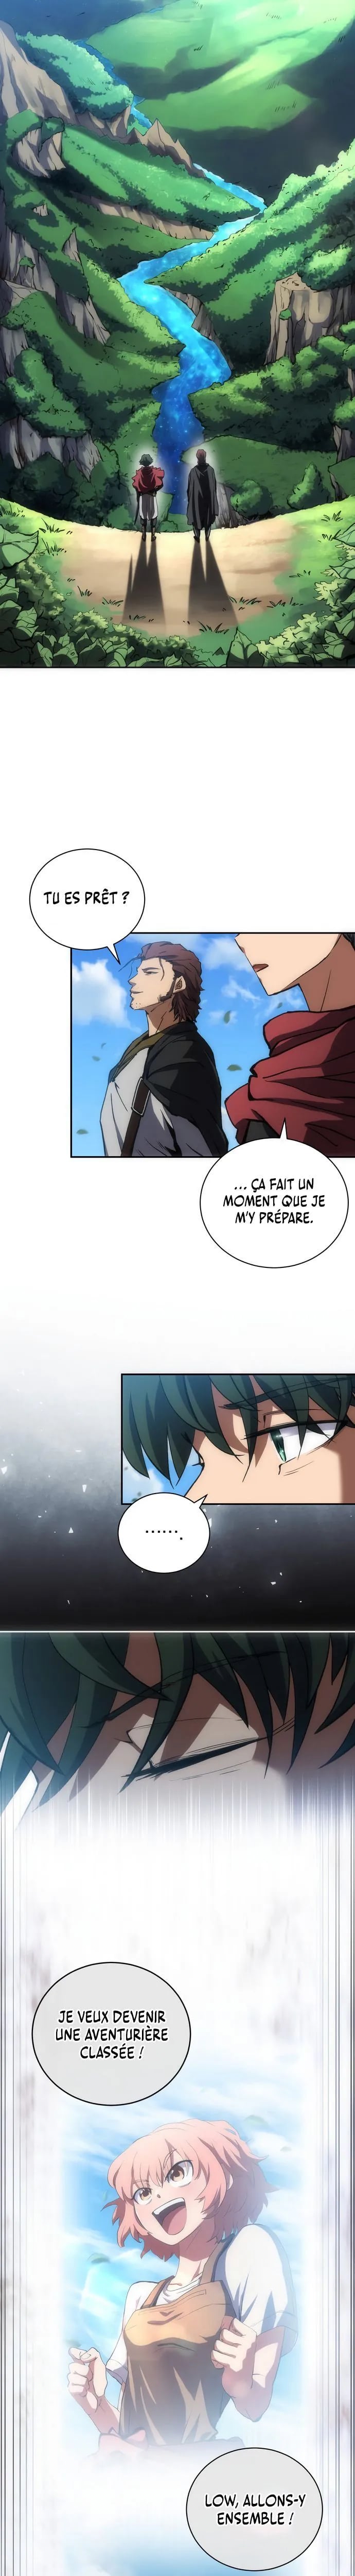 TU ES PRÊT ?
... ÇA FAIT UN
MOMENT QUE JE
M'Y PRÉPARE.
.......
JE VEUX DEVENIR
UNE AVENTURIÈRE
CLASSÉE !
LOW, ALLONS-Y
ENSEMBLE !